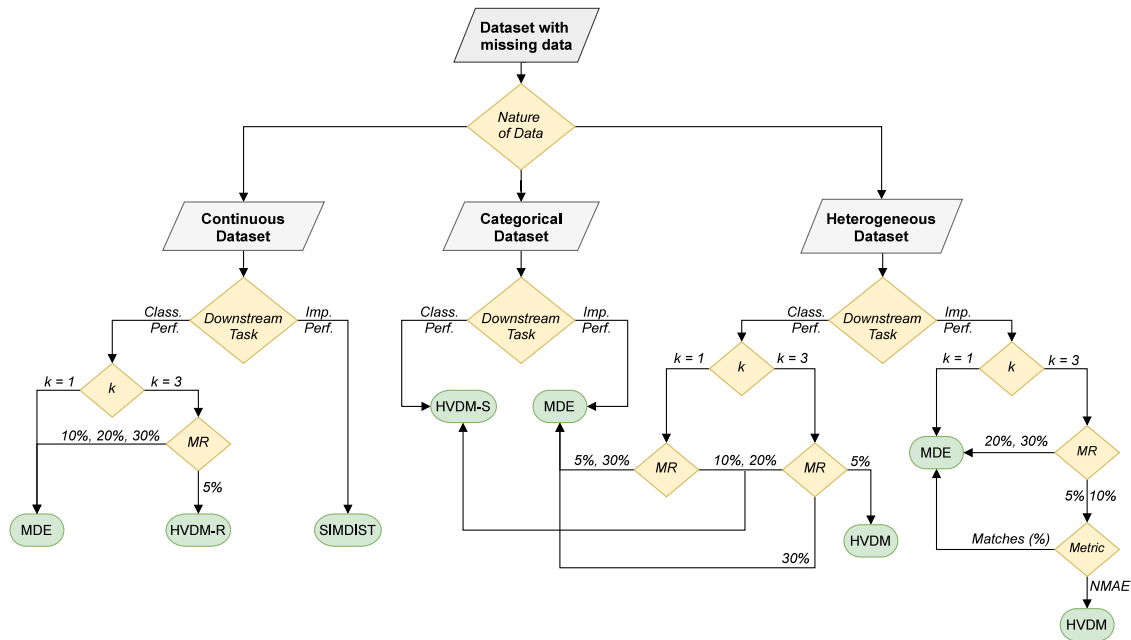 Dataset with
missing data
Nature
of Data
Continuous
Dataset
Categorical
Dataset
Heterogeneous
Dataset
Class.
Perf.
Downstream
Task
Imp.
Perf.
Class.
Perf.
Downstream
Task
Imp.
Perf.
Class.
Perf.
Downstream
Task
Imp.
Perf.
k = 1
k
k = 3
k = 1
k
k = 3
k = 1
k
k = 3
HVDM-S
MDE
10%, 20%, 30%
MR
5%, 30%
MR
10%, 20%
MR
5%
MDE
20%, 30%
MR
5%
5%
10%
MDE
HVDM-R
SIMDIST
HVDM
30%
Matches (%)
Metric
NMAE
HVDM